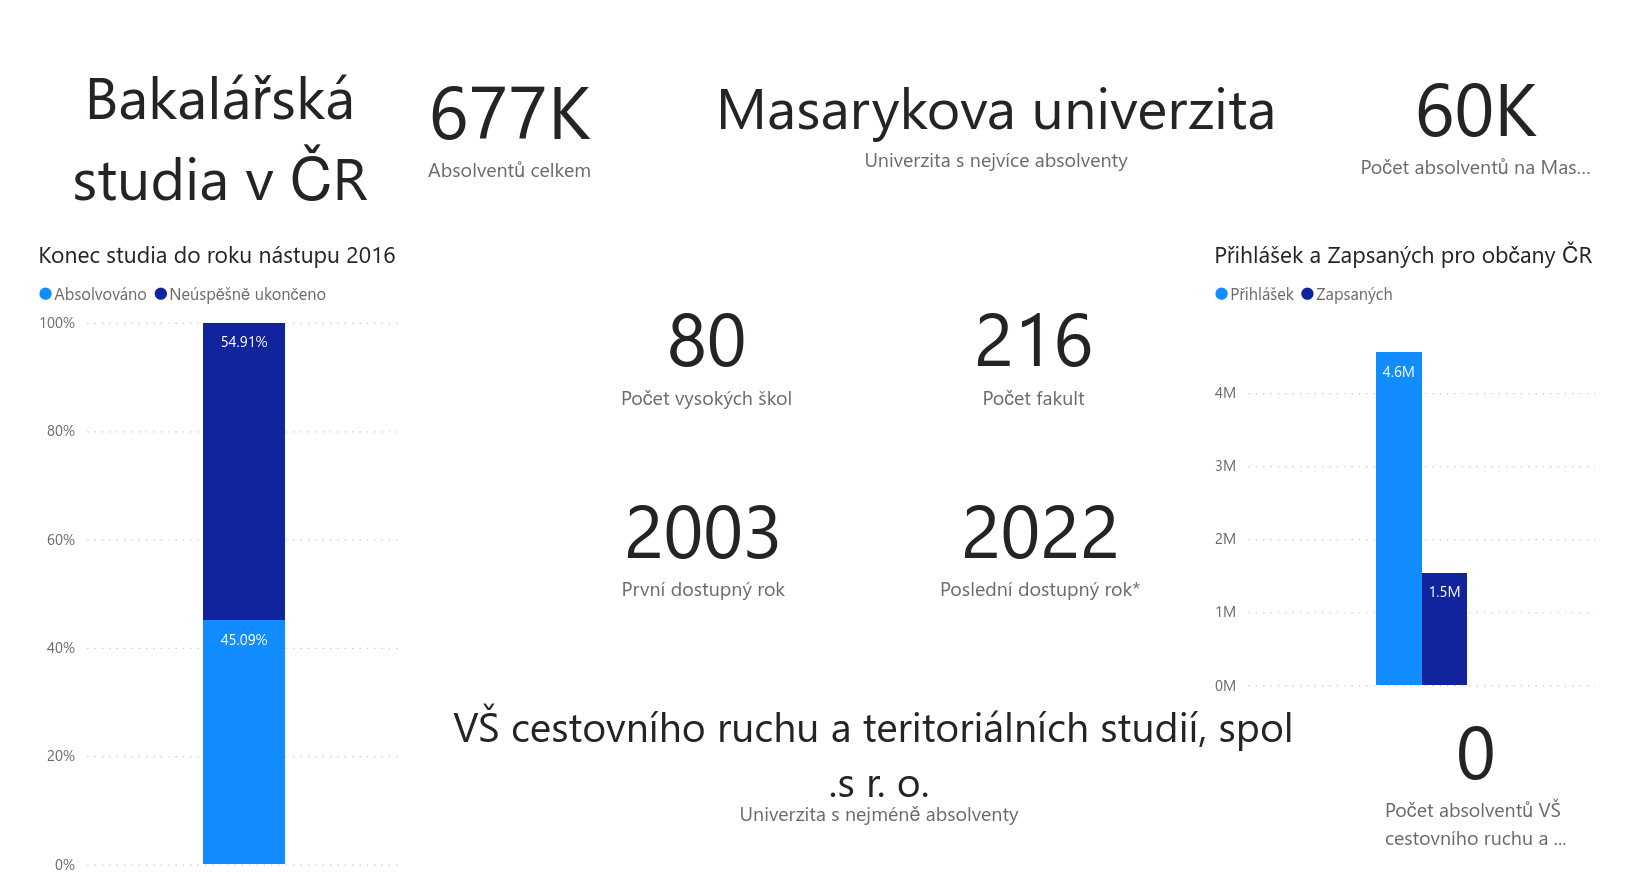 Bakalářská
studia v ČR
677K
Absolventů celkem
Masarykova univerzita
Univerzita s nejvíce absolventy
60K
Počet absolventů na Mas...
Konec studia do roku nástupu 2016
Absolvováno Neúspěšně ukončeno
100%
80%
60%
40%
20%
0%
54.91%
45.09%
80
Počet vysokých škol
216
Počet fakult
2003
První dostupný rok
2022
Poslední dostupný rok*
Přihlášek a Zapsaných pro občany ČR
Přihlášek Zapsaných
4M
3M
2M
1M
0M
4.6M
1.5M
VŠ cestovního ruchu a teritoriálních studií, spol
.s r. o.
Univerzita s nejméně absolventy
0
Počet absolventů VŠ
cestovního ruchu a ...